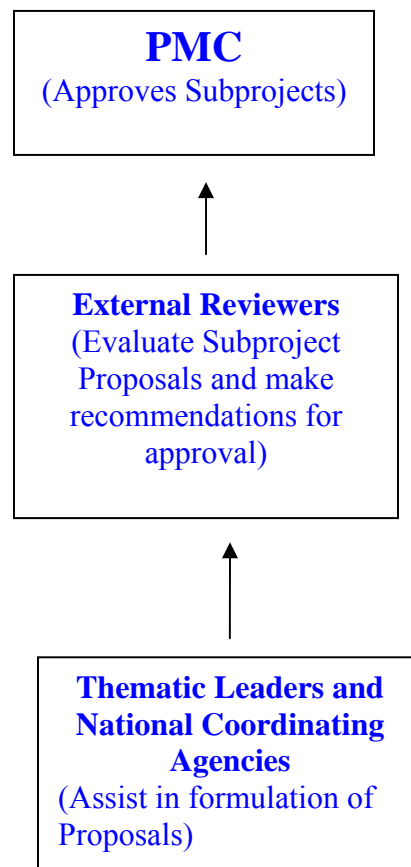 PMC
(Approves Subprojects)
External Reviewers
(Evaluate Subproject
Proposals and make
recommendations for
approval)
Thematic Leaders and
National Coordinating
Agencies
(Assist in formulation of
Proposals)